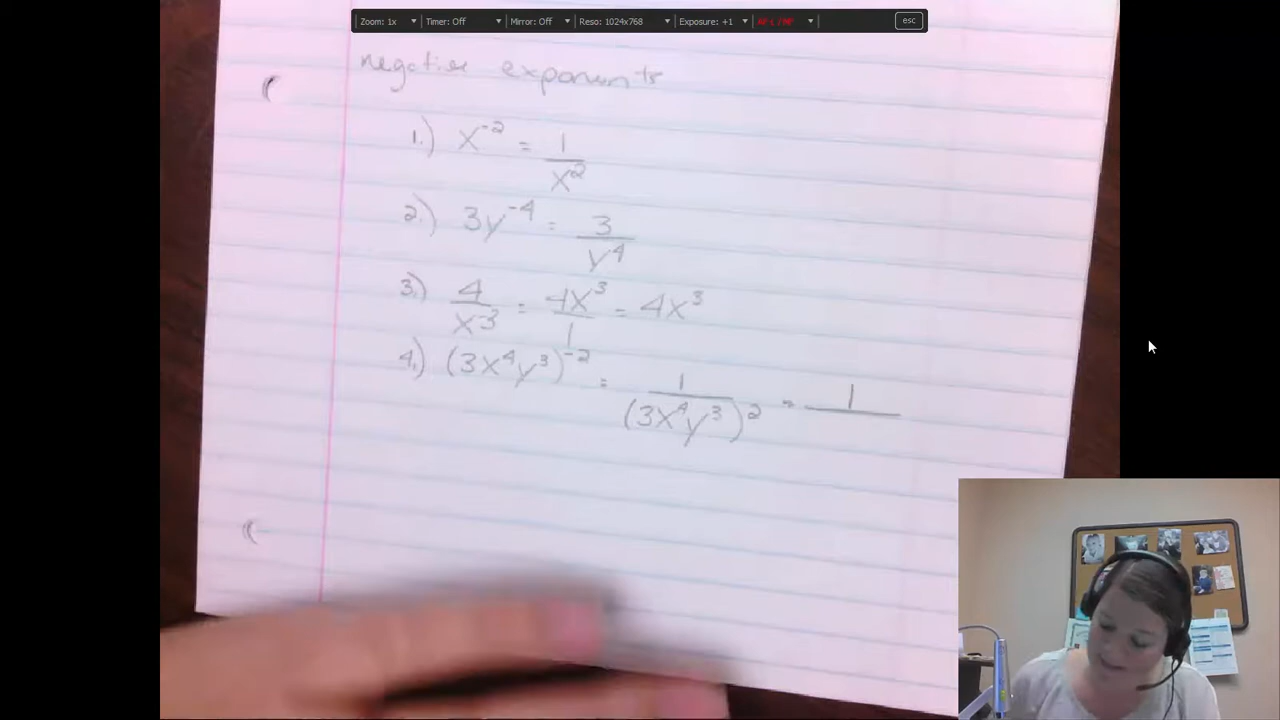 Zoom: 1x Timer: Off Mirror: Off Reso: 1024x768 Exposure: +1 esc
negative exponents
1.) x⁻² = 1/x²
2.) 3y⁻⁴ = 3/y⁴
3.) 4/x⁻³ = 4x³/1 = 4x³
4.) (3x⁴y³)⁻² = 1/(3x⁴y³)² = 1/